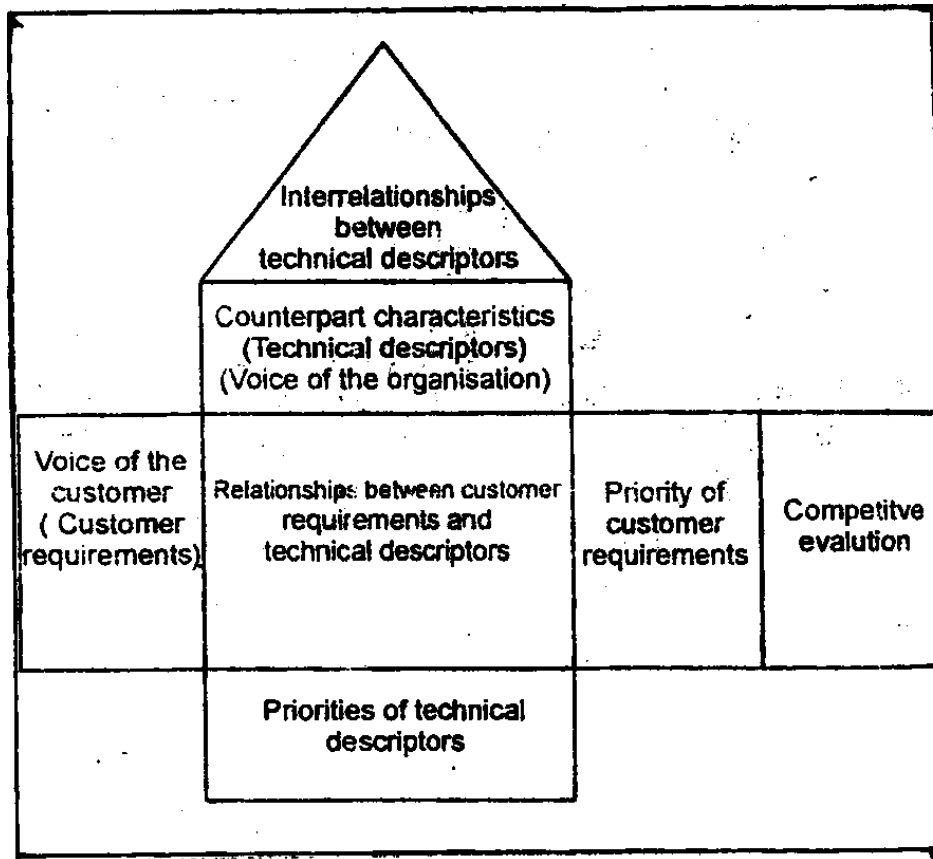 Interrelationships
between
technical descriptors
Counterpart characteristics
(Technical descriptors)
(Voice of the organisation)
Voice of the
customer
( Customer
requirements)
Relationships between customer
requirements and
technical descriptors
Priority of
customer
requirements
Competitve
evalution
Priorities of technical
descriptors